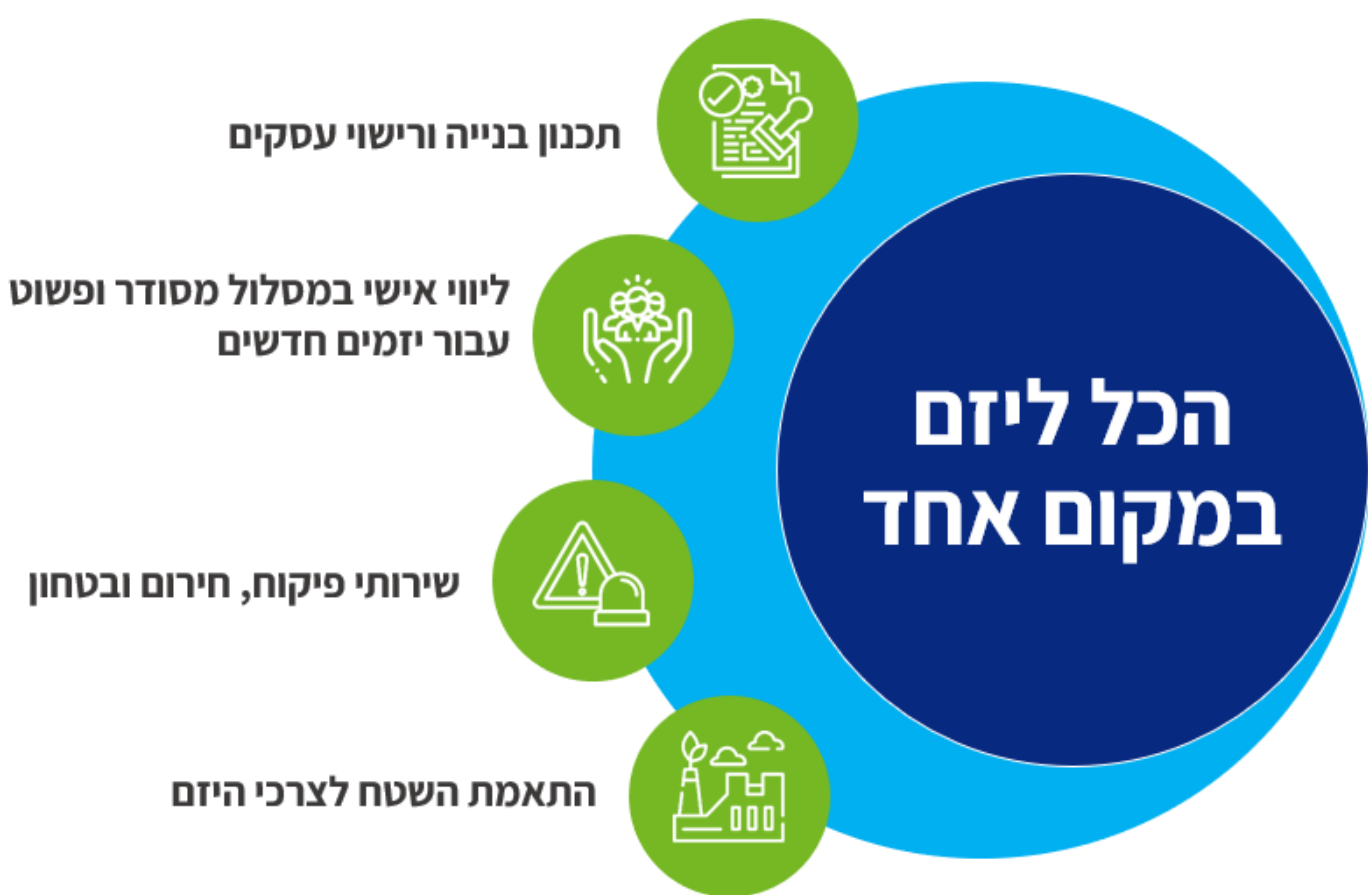 הכל ליזם
במקום אחד
תכנון בנייה ורישוי עסקים
ליווי אישי במסלול מסודר ופשוט
עבור יזמים חדשים
שירותי פיקוח, חירום ובטחון
התאמת השטח לצרכי היזם